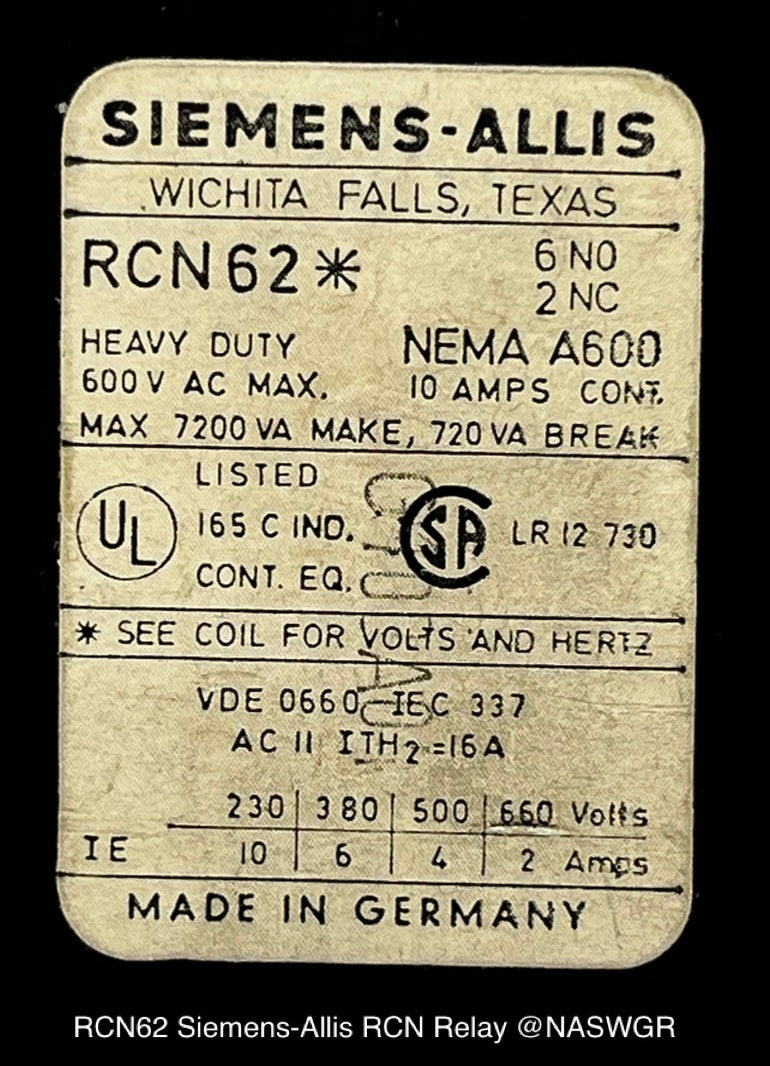 SIEMENS-ALLIS
WICHITA FALLS, TEXAS
RCN62* 6 NO
2 NC
HEAVY DUTY NEMA A600
600 V AC MAX. 10 AMPS CONT.
MAX 7200 VA MAKE, 720 VA BREAK
UL LISTED
165 C IND.
CONT. EQ.
CSA LR 12 730
* SEE COIL FOR VOLTS AND HERTZ
VDE 0660-IEC 337
AC 11 ITH2=16A
230 | 380 | 500 | 660 Volts
IE 10 | 6 | 4 | 2 Amps
MADE IN GERMANY
RCN62 Siemens-Allis RCN Relay @NASWGR